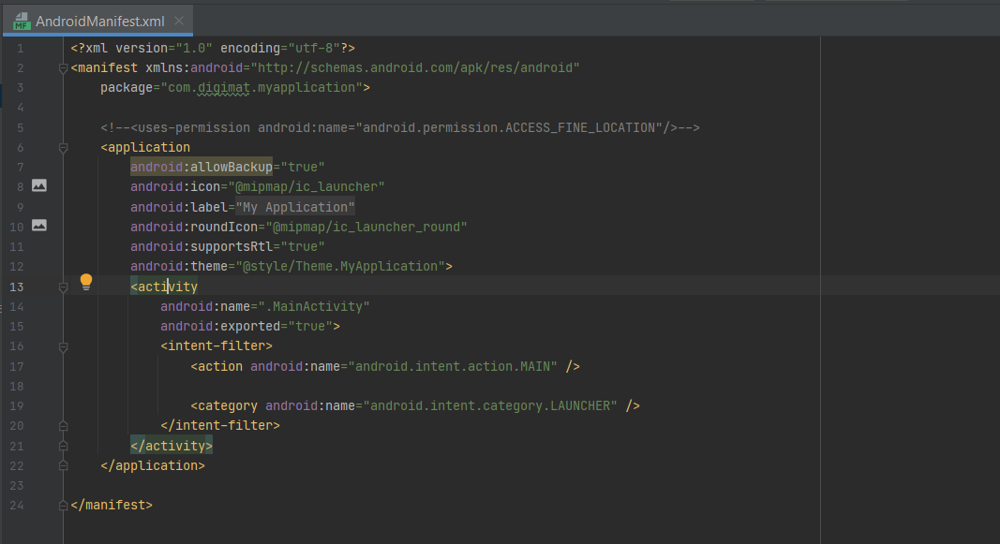 AndroidManifest.xml
1 <?xml version="1.0" encoding="utf-8"?>
2 <manifest xmlns:android="http://schemas.android.com/apk/res/android"
3 package="com.digimat.myapplication">
4
5 <!--<uses-permission android:name="android.permission.ACCESS_FINE_LOCATION"/>-->
6 <application
7 android:allowBackup="true"
8 android:icon="@mipmap/ic_launcher"
9 android:label="My Application"
10 android:roundIcon="@mipmap/ic_launcher_round"
11 android:supportsRtl="true"
12 android:theme="@style/Theme.MyApplication">
13 <activity
14 android:name=".MainActivity"
15 android:exported="true">
16 <intent-filter>
17 <action android:name="android.intent.action.MAIN" />
18
19 <category android:name="android.intent.category.LAUNCHER" />
20 </intent-filter>
21 </activity>
22 </application>
23
24 </manifest>